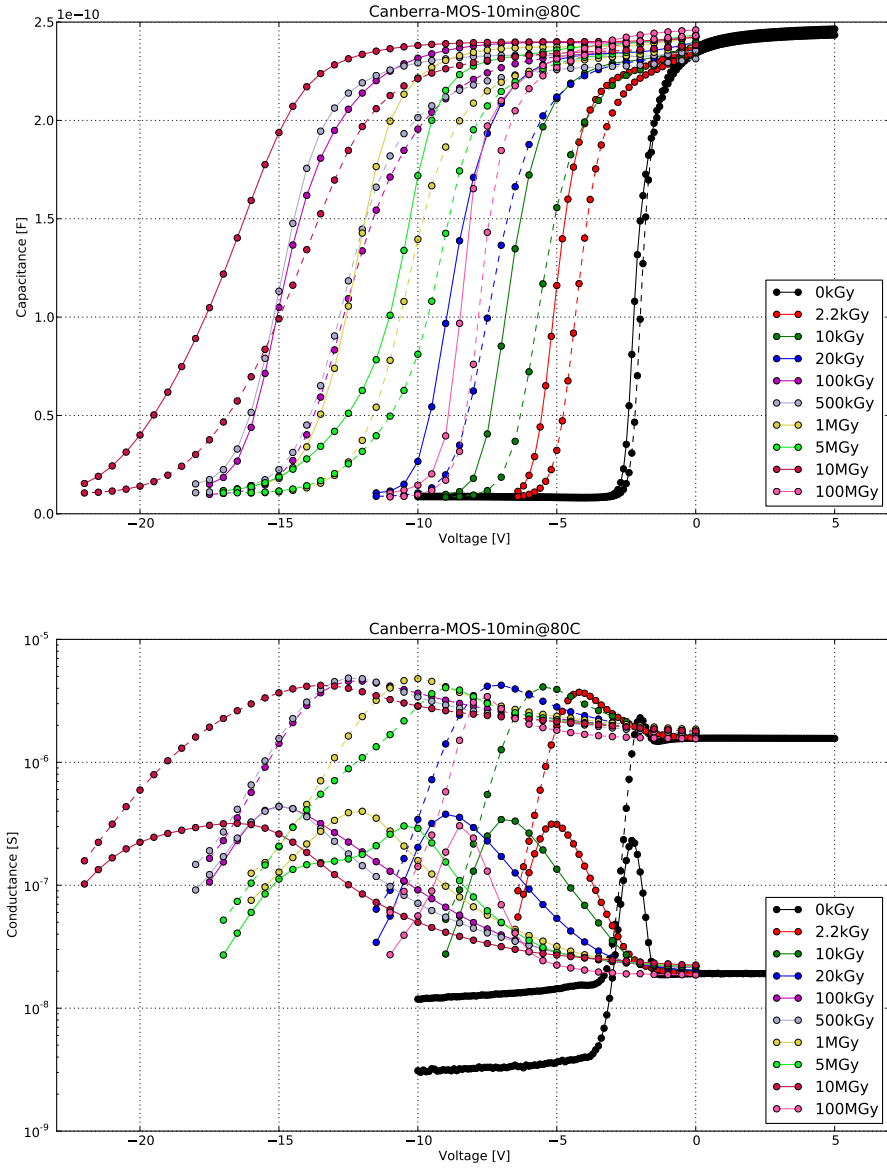 Canberra-MOS-10min@80C
1e−10
2.5
2.0
1.5
1.0
0.5
0.0
Capacitance [F]
−20
−15
−10
−5
0
5
Voltage [V]
0kGy
2.2kGy
10kGy
20kGy
100kGy
500kGy
1MGy
5MGy
10MGy
100MGy
Canberra-MOS-10min@80C
10⁻⁵
10⁻⁶
10⁻⁷
10⁻⁸
10⁻⁹
Conductance [S]
−20
−15
−10
−5
0
5
Voltage [V]
0kGy
2.2kGy
10kGy
20kGy
100kGy
500kGy
1MGy
5MGy
10MGy
100MGy